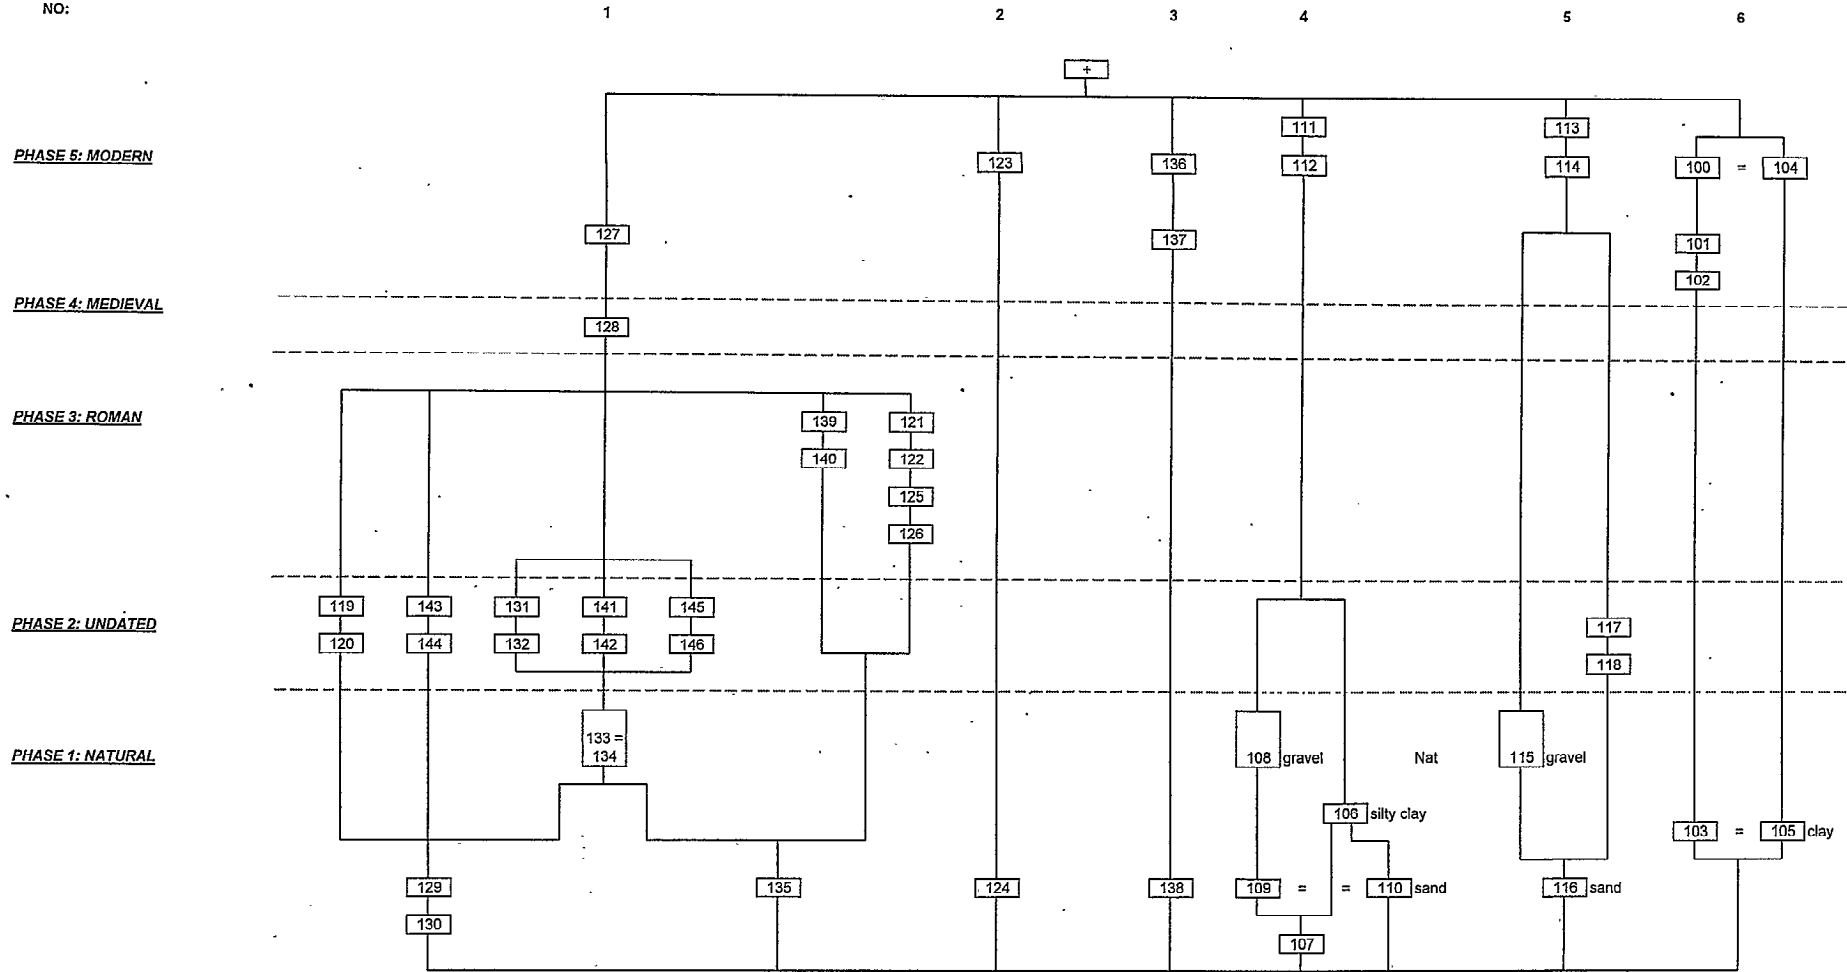 NO: 1 2 3 4 5 6
+
111 113
PHASE 5: MODERN 123 136 112 114 100 = 104
127 137 101
102
PHASE 4: MEDIEVAL
128
PHASE 3: ROMAN 139 121
140 122
125
126
119 143 131 141 145
PHASE 2: UNDATED 117
120 144 132 142 146
118
133 =
PHASE 1: NATURAL 134 108 gravel Nat 115 gravel
106 silty clay
103 = 105 clay
129 135 124 138 109 = = 110 sand 116 sand
130
107